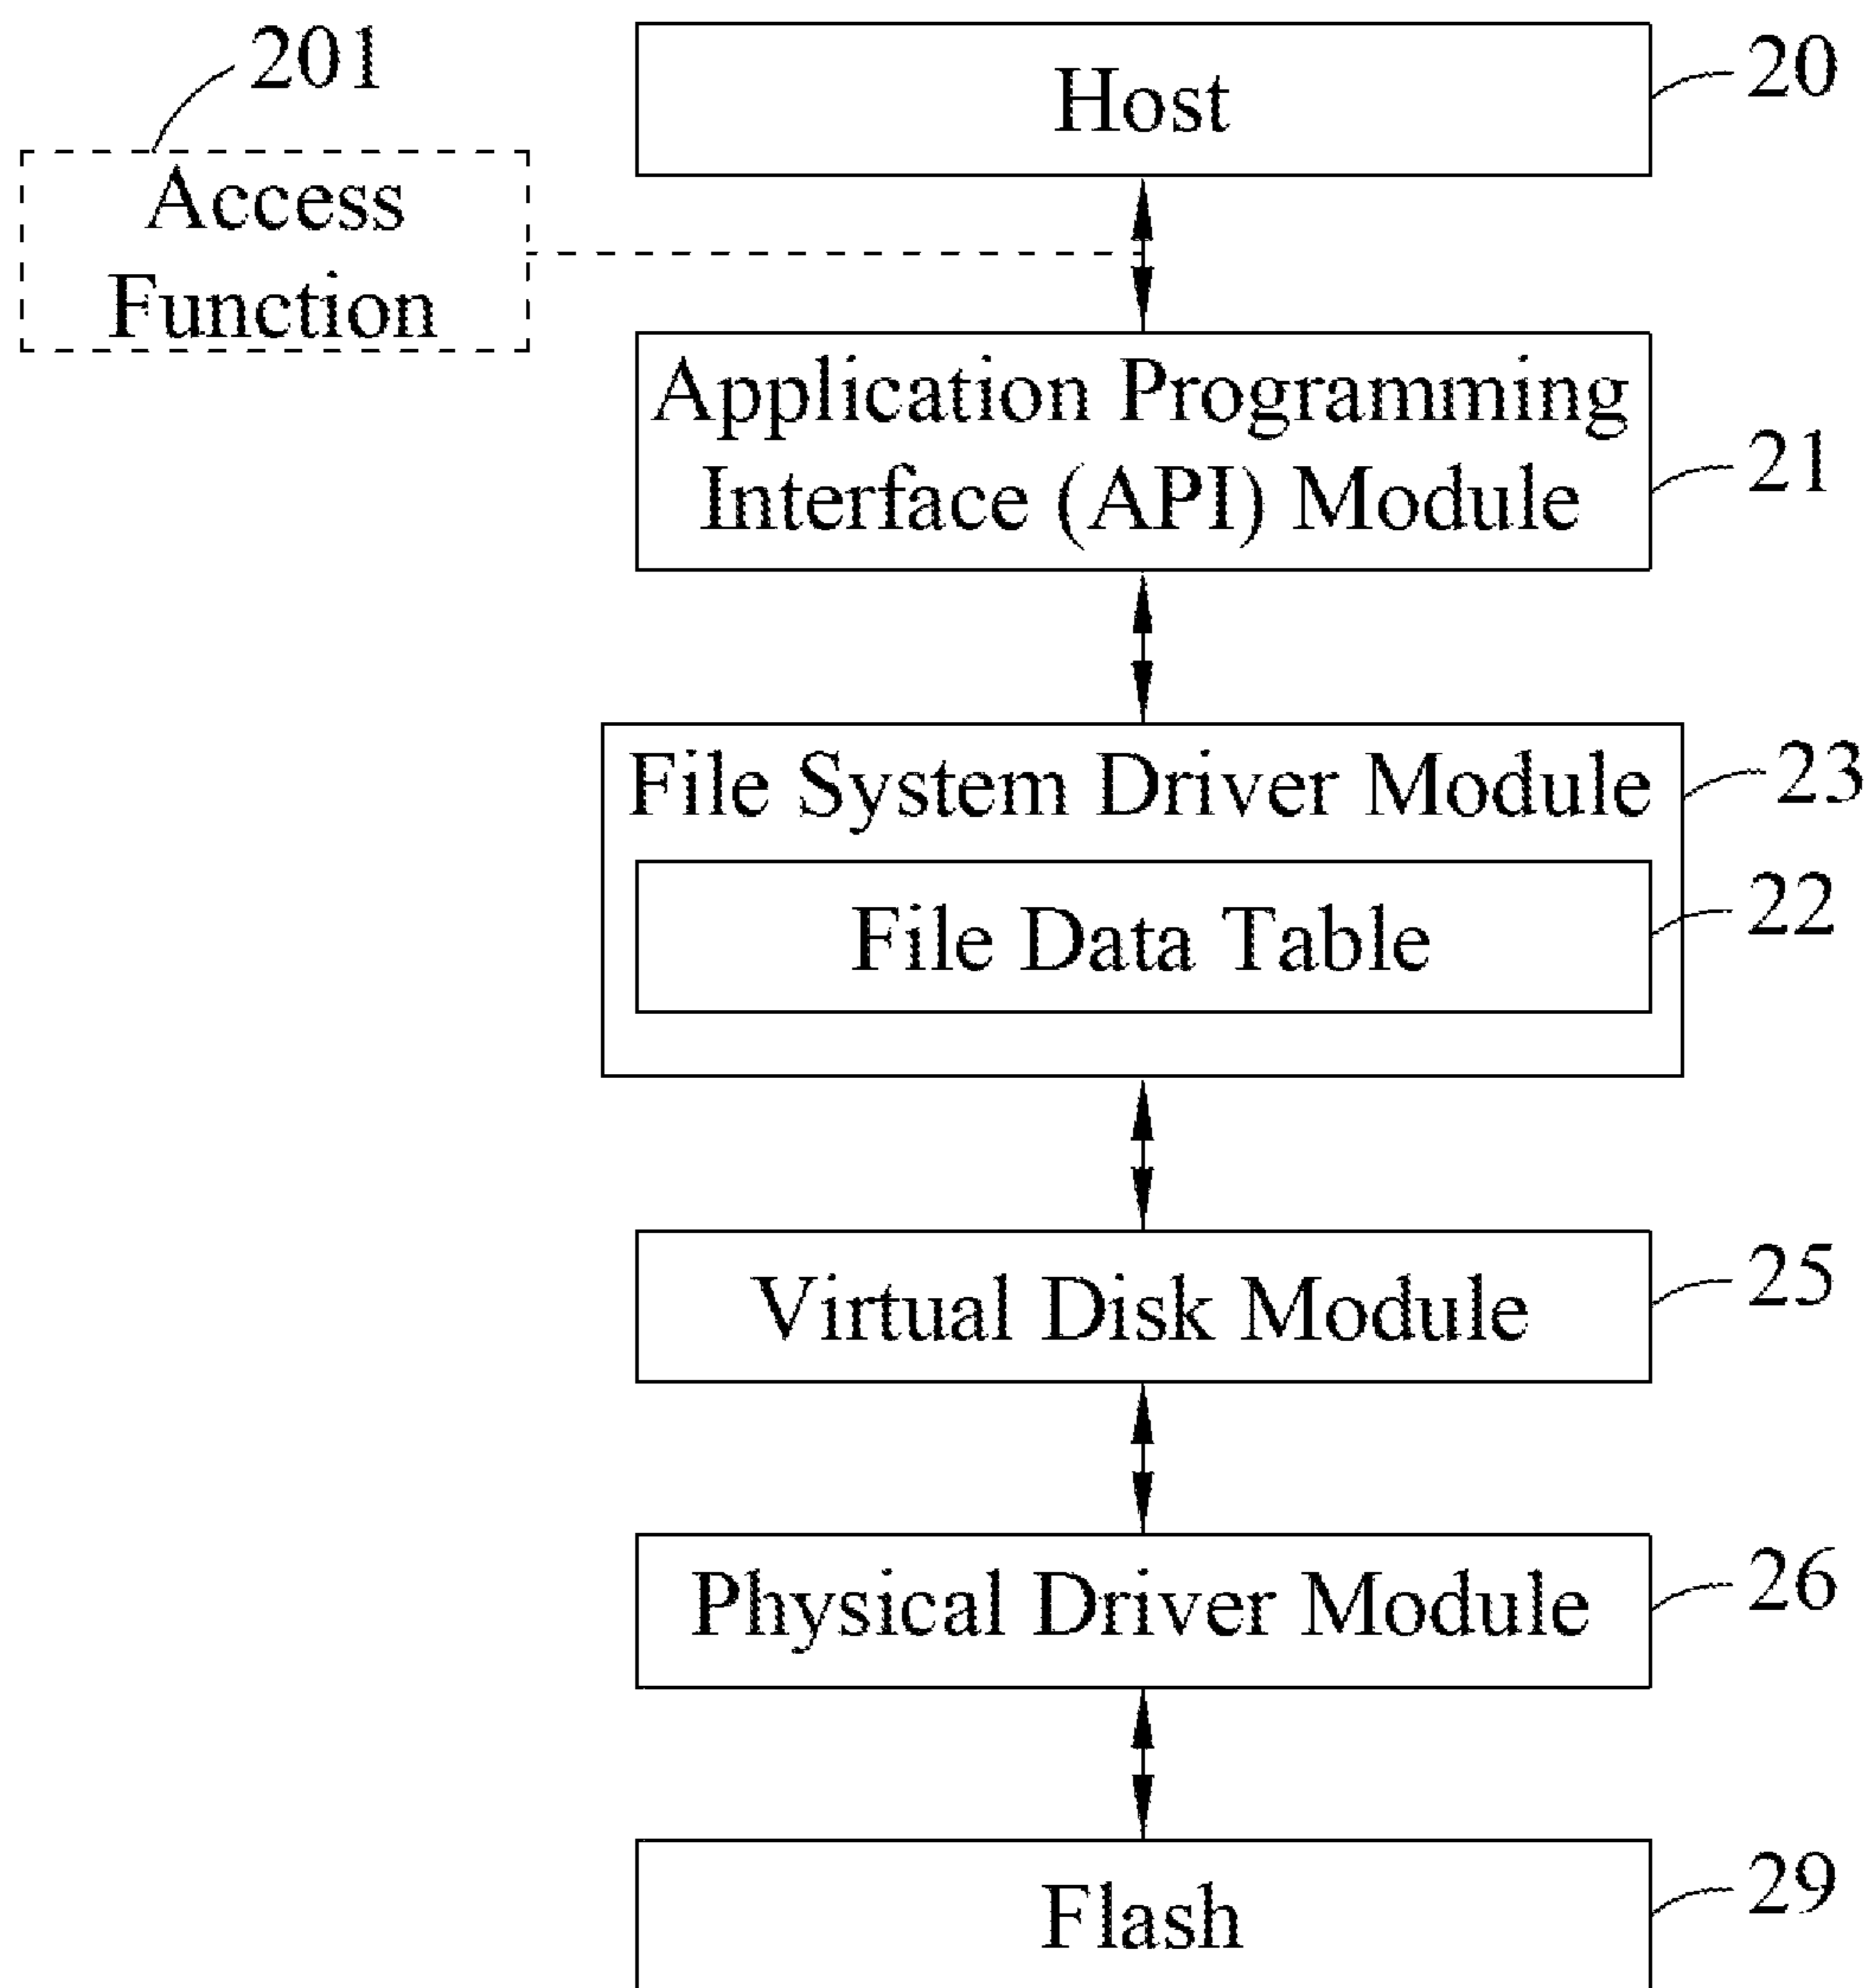 201
Host
20
Access
Function
Application Programming
Interface (API) Module
21
File System Driver Module
23
File Data Table
22
Virtual Disk Module
25
Physical Driver Module
26
Flash
29